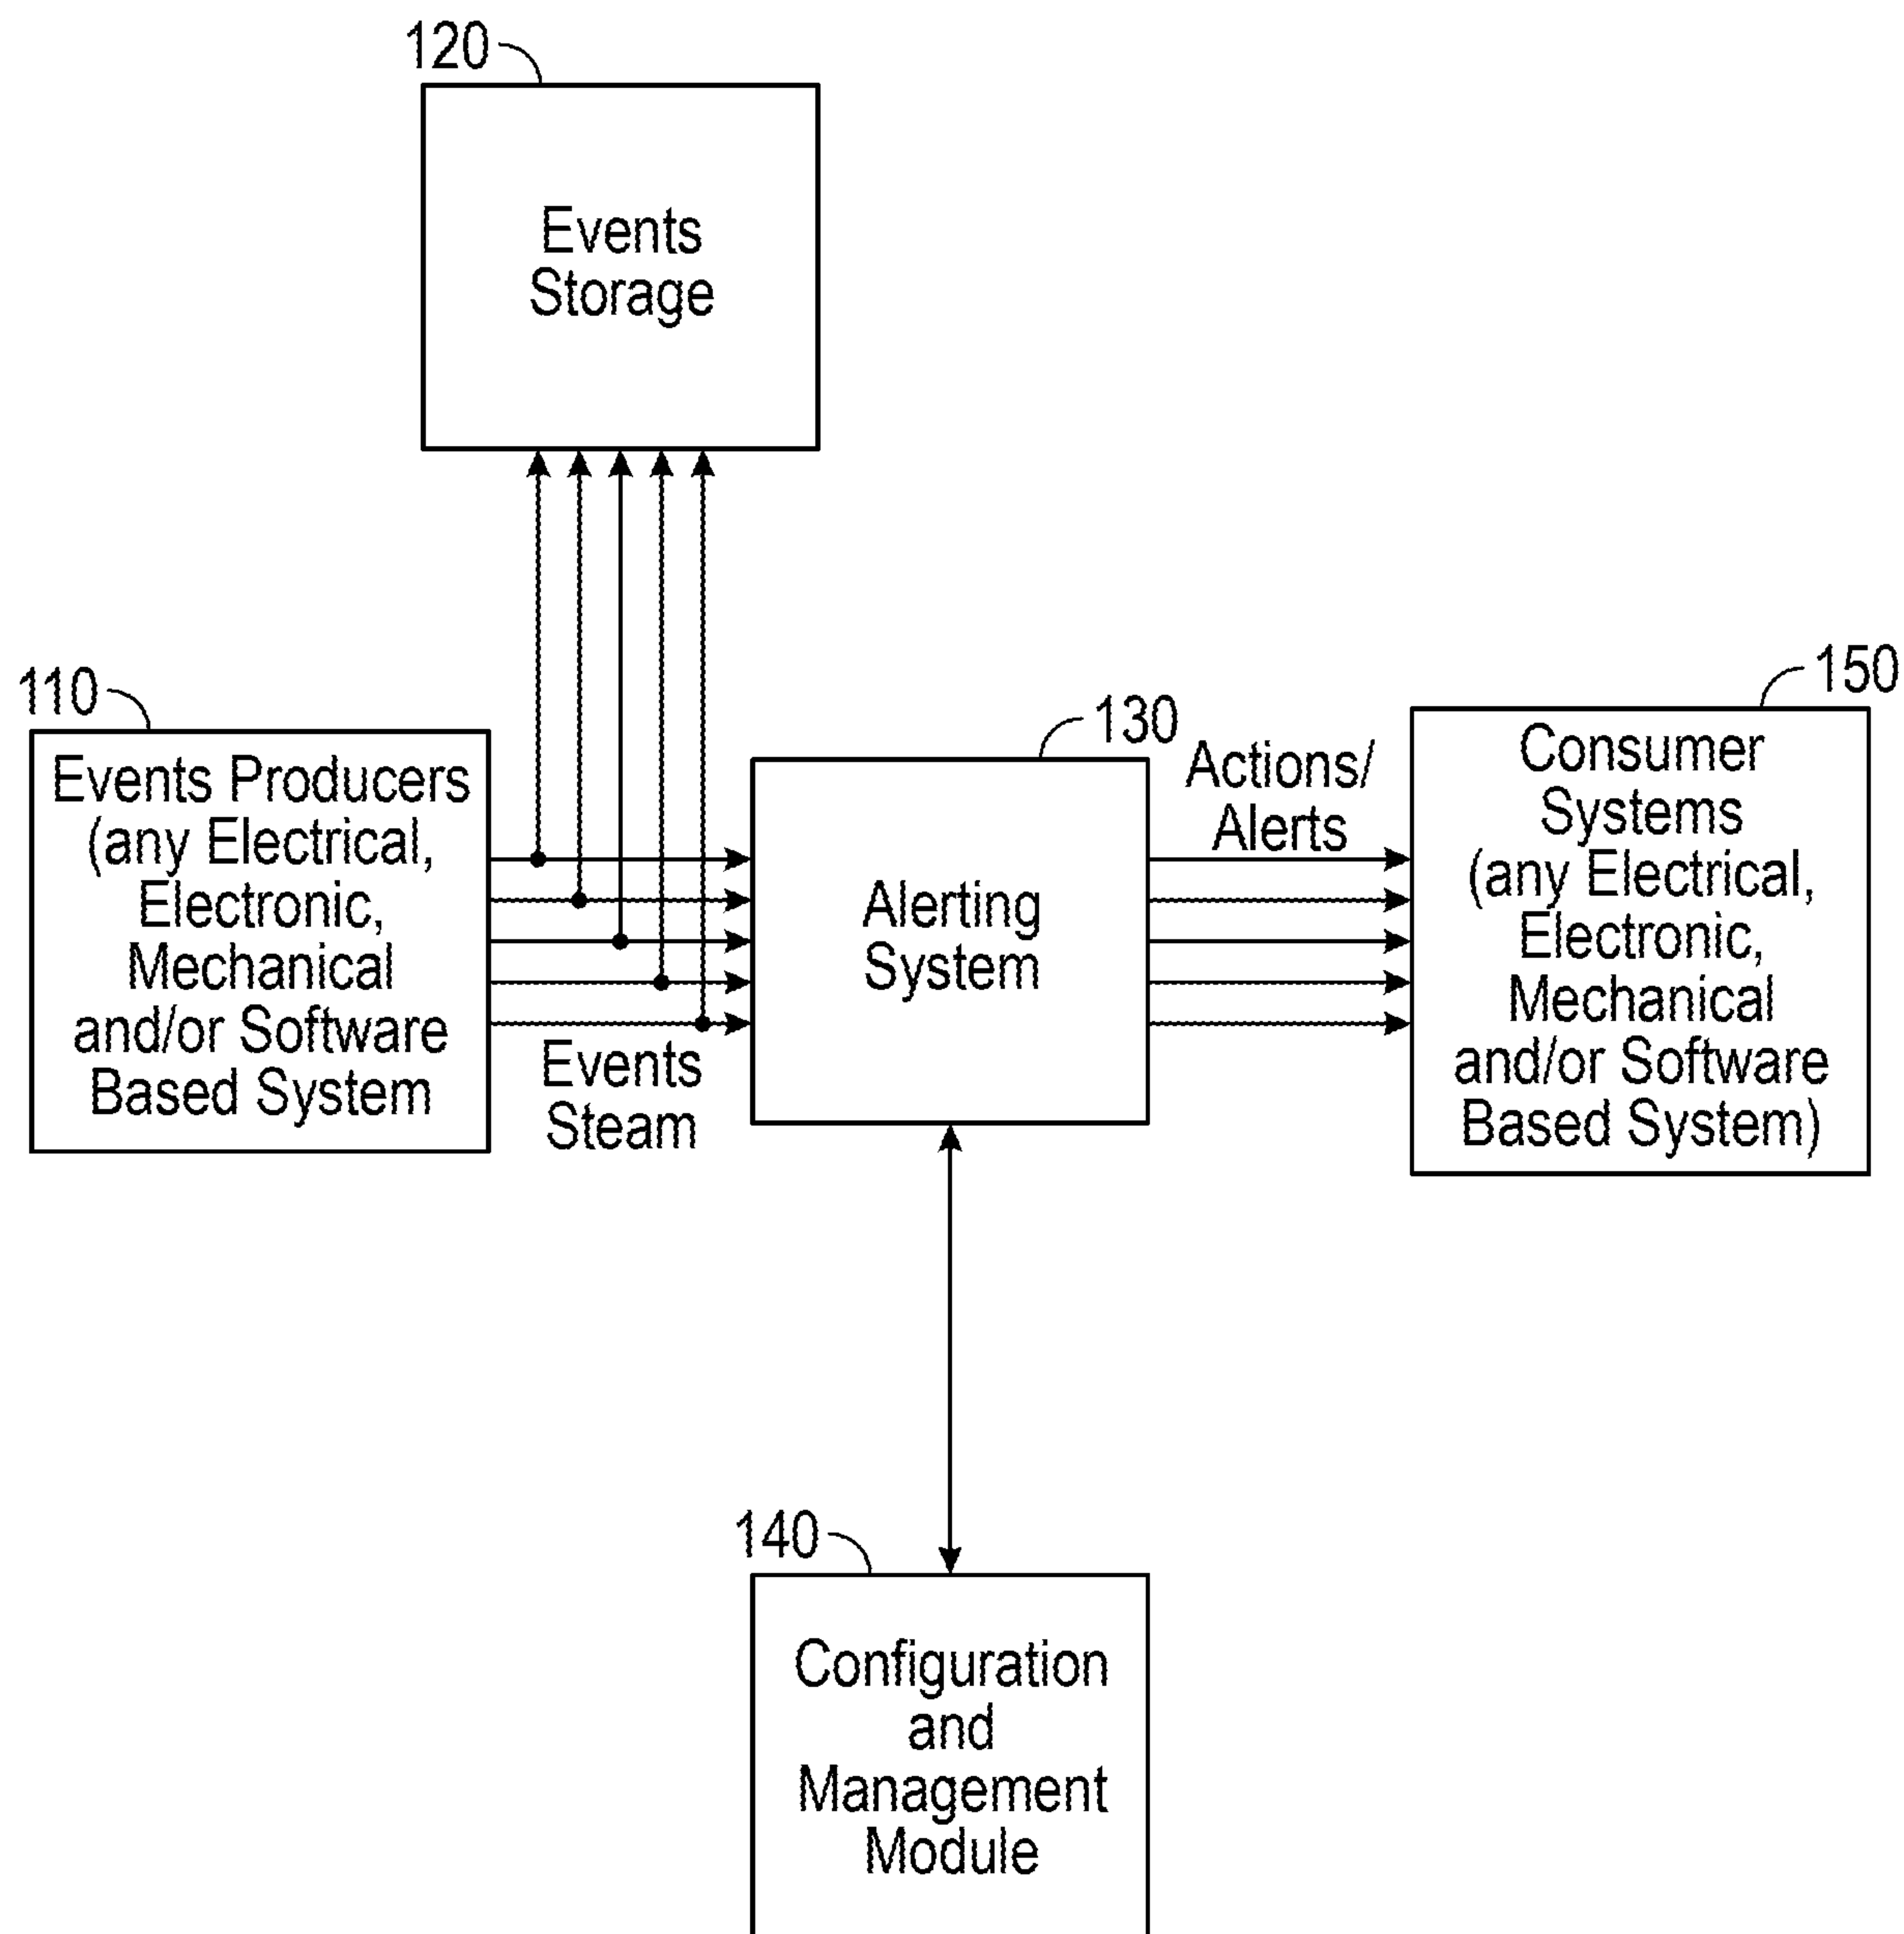 120
Events
Storage
110
Events Producers
(any Electrical,
Electronic,
Mechanical
and/or Software
Based System
Events
Steam
130
Alerting
System
Actions/
Alerts
150
Consumer
Systems
(any Electrical,
Electronic,
Mechanical
and/or Software
Based System)
140
Configuration
and
Management
Module